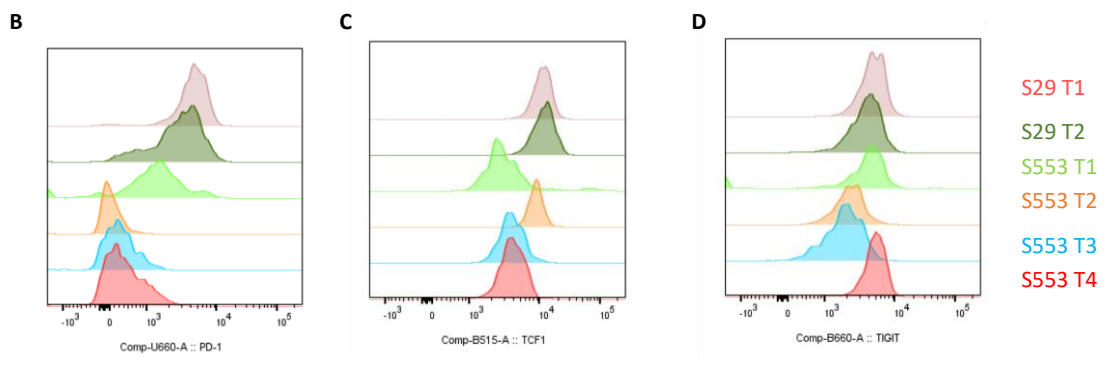 B
C
D
-10³ 0 10³ 10⁴ 10⁵
Comp-U660-A :: PD-1
-10³ 0 10³ 10⁴ 10⁵
Comp-B515-A :: TCF1
-10³ 0 10³ 10⁴ 10⁵
Comp-B660-A :: TIGIT
S29 T1
S29 T2
S553 T1
S553 T2
S553 T3
S553 T4